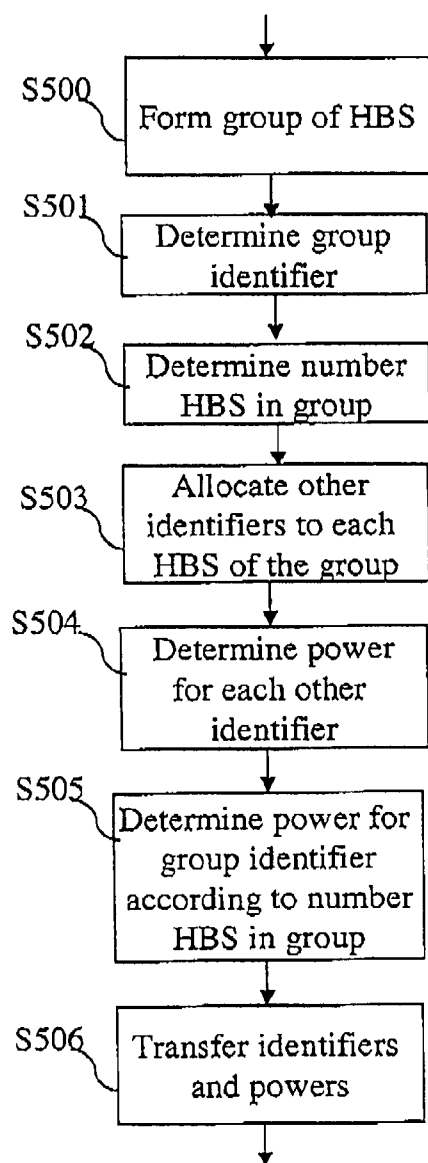 S500
Form group of HBS
S501
Determine group
identifier
S502
Determine number
HBS in group
S503
Allocate other
identifiers to each
HBS of the group
S504
Determine power
for each other
identifier
S505
Determine power for
group identifier
according to number
HBS in group
S506
Transfer identifiers
and powers